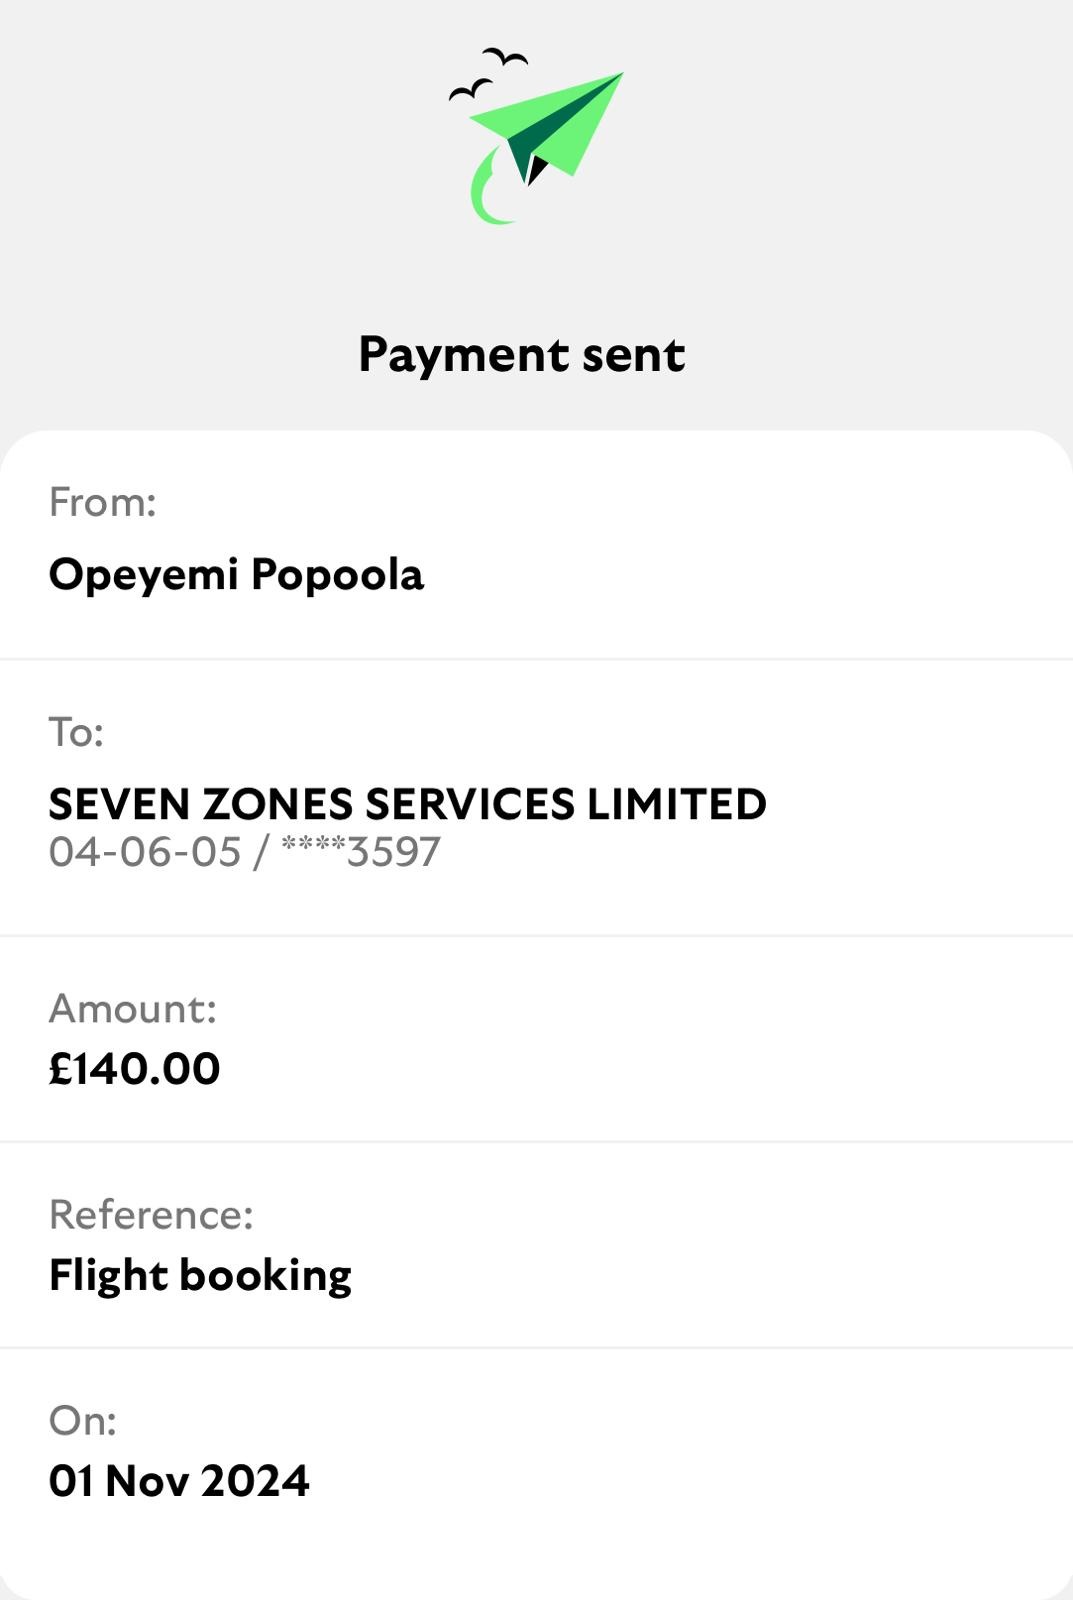 Payment sent
From:
Opeyemi Popoola
To:
SEVEN ZONES SERVICES LIMITED
04-06-05 / ****3597
Amount:
£140.00
Reference:
Flight booking
On:
01 Nov 2024